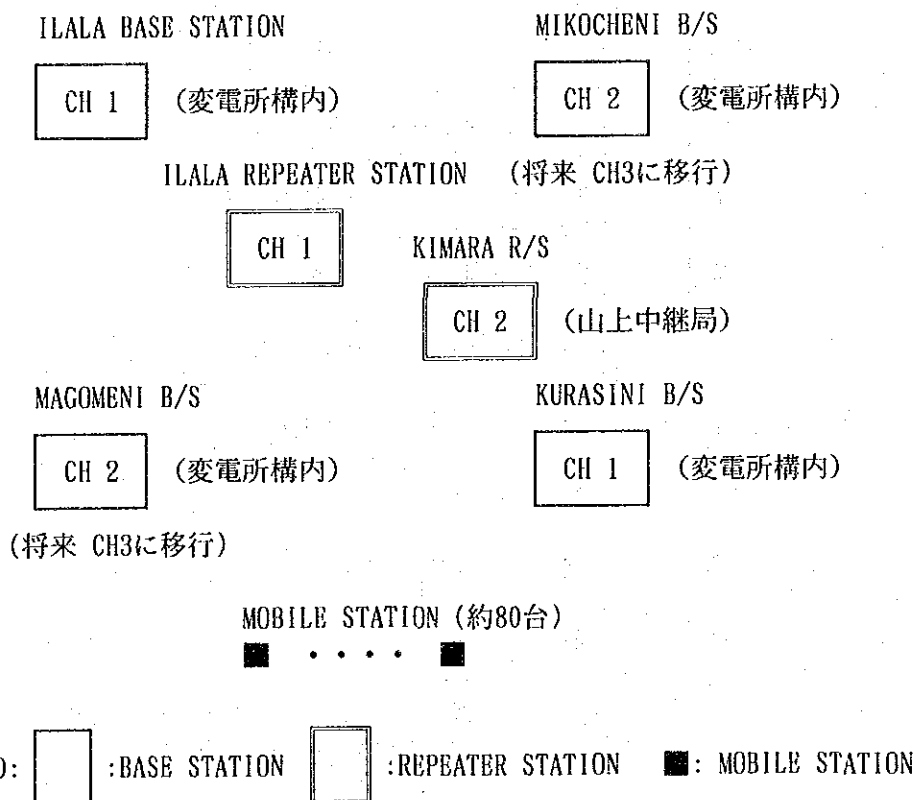 ILALA BASE STATION
MIKOCHENI B/S
CH 1 (変電所構内)
CH 2 (変電所構内)
ILALA REPEATER STATION (将来 CH3に移行)
CH 1
KIMARA R/S
CH 2 (山上中継局)
MAGOMENI B/S
KURASINI B/S
CH 2 (変電所構内)
CH 1 (変電所構内)
(将来 CH3に移行)
MOBILE STATION (約80台)
■ ・・・・ ■
: :BASE STATION :REPEATER STATION ■: MOBILE STATION